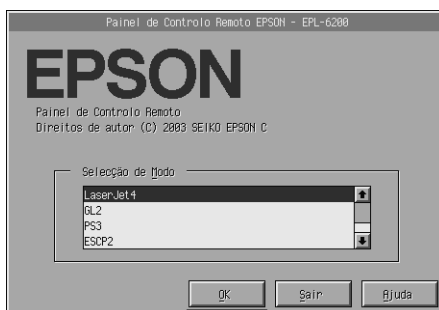 Painel de Controlo Remoto EPSON - EPL-6200
EPSON
Painel de Controlo Remoto
Direitos de autor (C) 2003 SEIKO EPSON C
Selecção de Modo
LaserJet4
GL2
PS3
ESCP2
OK
Sair
Ajuda